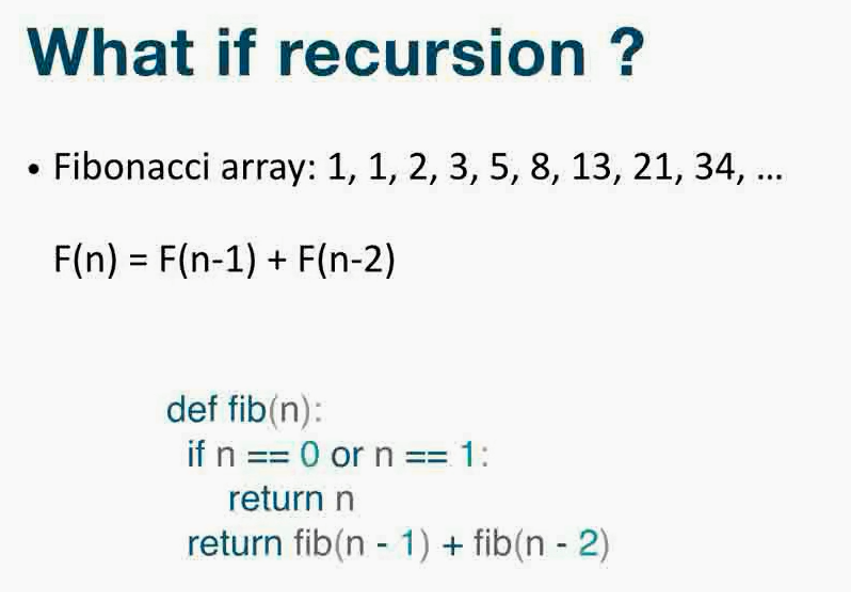 What if recursion ?
• Fibonacci array: 1, 1, 2, 3, 5, 8, 13, 21, 34, ...
F(n) = F(n-1) + F(n-2)
def fib(n):
if n == 0 or n == 1:
return n
return fib(n - 1) + fib(n - 2)